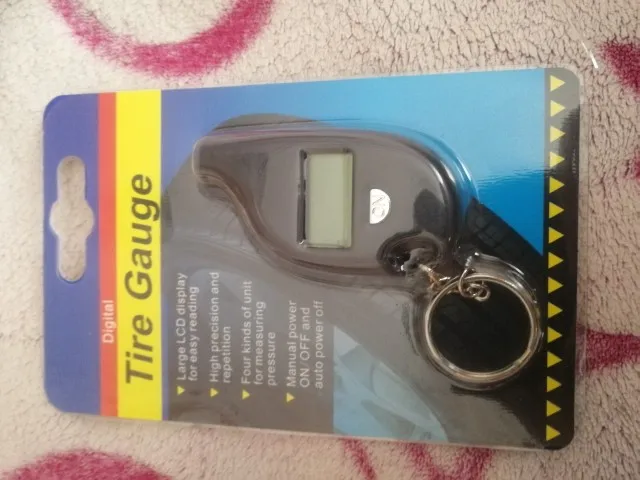 Digital
Tire Gauge
Large LCD display
for easy reading
High precision and
repetition
Four kinds of unit
for measuring
pressure
Manual power
ON/OFF and
auto power off